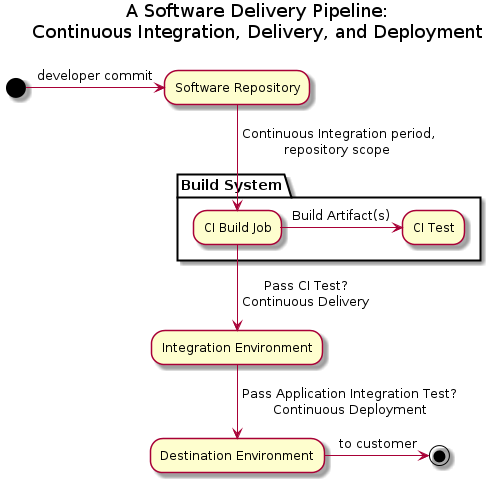 A Software Delivery Pipeline:
Continuous Integration, Delivery, and Deployment
developer commit
Software Repository
Continuous Integration period,
repository scope
Build System
CI Build Job
Build Artifact(s)
CI Test
Pass CI Test?
Continuous Delivery
Integration Environment
Pass Application Integration Test?
Continuous Deployment
Destination Environment
to customer